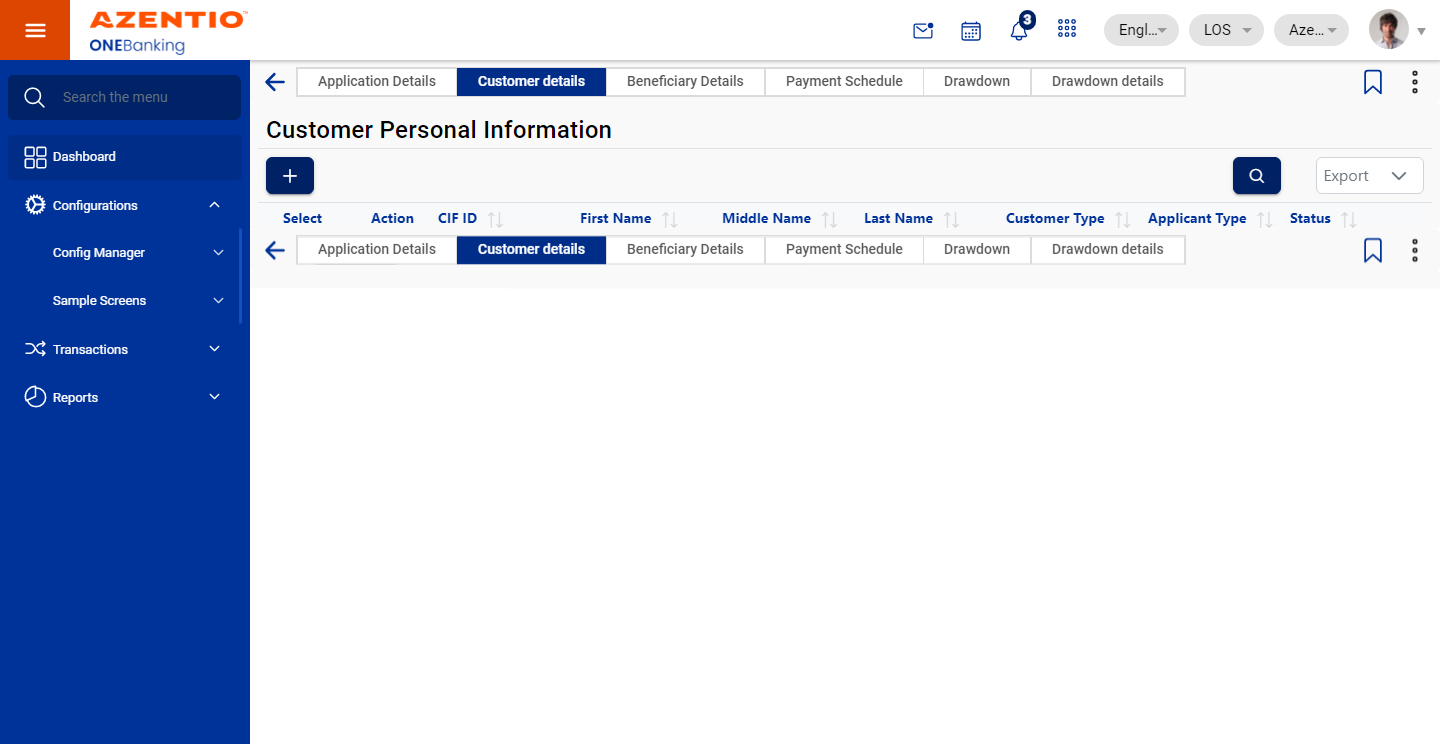 AZENTIO™
ONEBanking
3
Engl...
LOS
Aze...
Search the menu
Dashboard
Configurations
Config Manager
Sample Screens
Transactions
Reports
Application Details Customer details Beneficiary Details Payment Schedule Drawdown Drawdown details
Customer Personal Information
+
Export
Select Action CIF ID First Name Middle Name Last Name Customer Type Applicant Type Status
Application Details Customer details Beneficiary Details Payment Schedule Drawdown Drawdown details